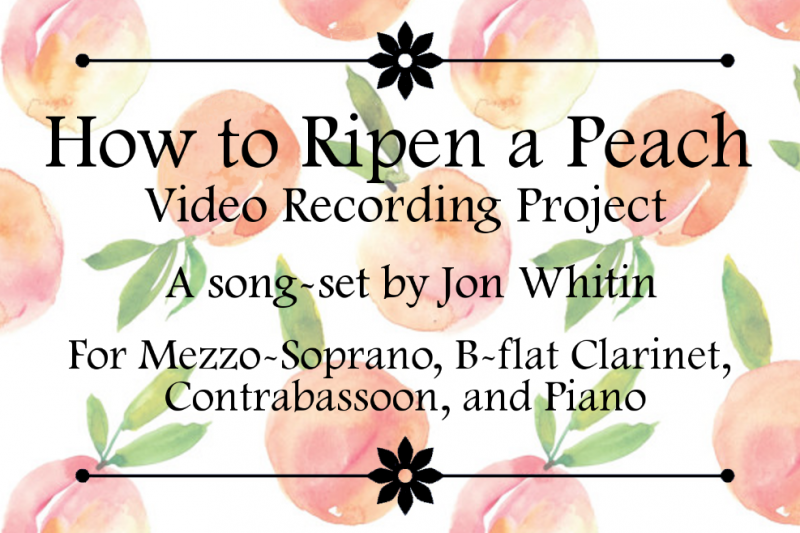 How to Ripen a Peach
Video Recording Project
A song-set by Jon Whitin
For Mezzo-Soprano, B-flat Clarinet,
Contrabassoon, and Piano